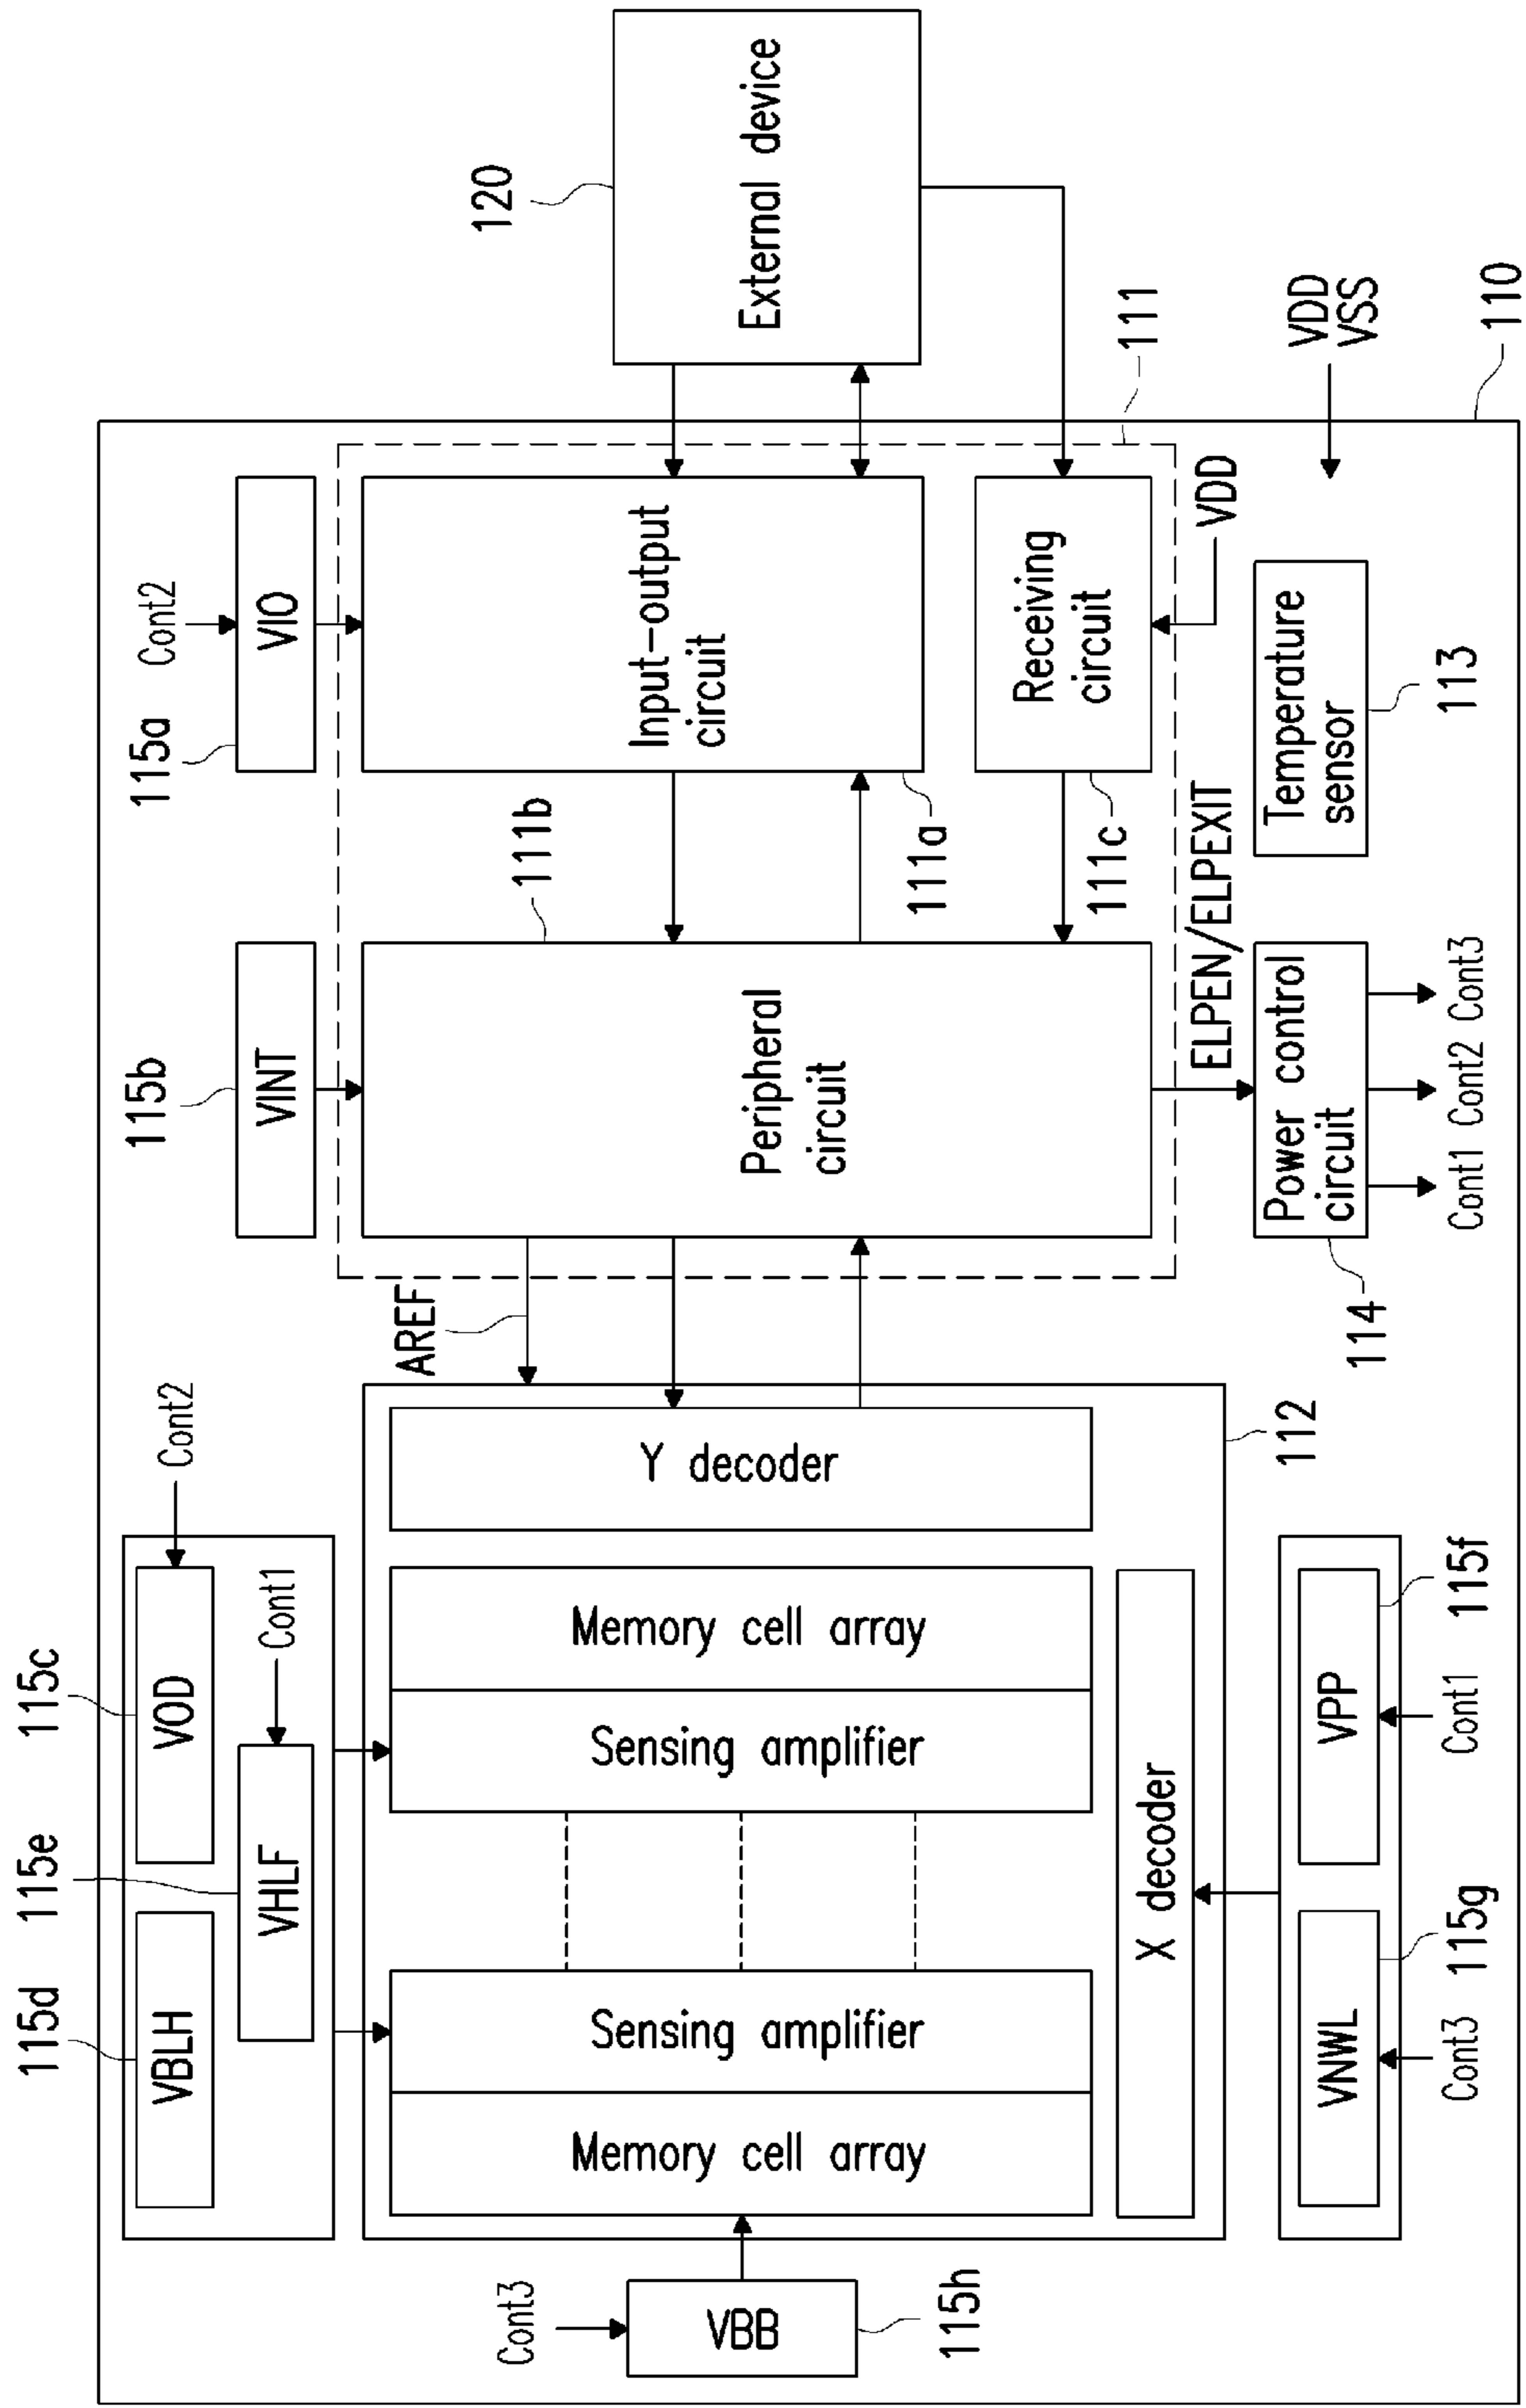 115d
115e
115c
VBLH
VOD
Cont2
VHLF
Cont1
115b
VINT
115a
Cont2
VIO
Cont3
VBB
115h
Memory cell array
Sensing amplifier
Sensing amplifier
Memory cell array
Y decoder
X decoder
112
AREF
Peripheral
circuit
111b
Input-output
circuit
111a
Receiving
circuit
111c
VDD
111
120
External device
VNWL
115g
Cont3
VPP
115f
Cont1
ELPEN/ELPEXIT
Power control
circuit
114
Cont1
Cont2
Cont3
Temperature
sensor
113
VDD
VSS
110